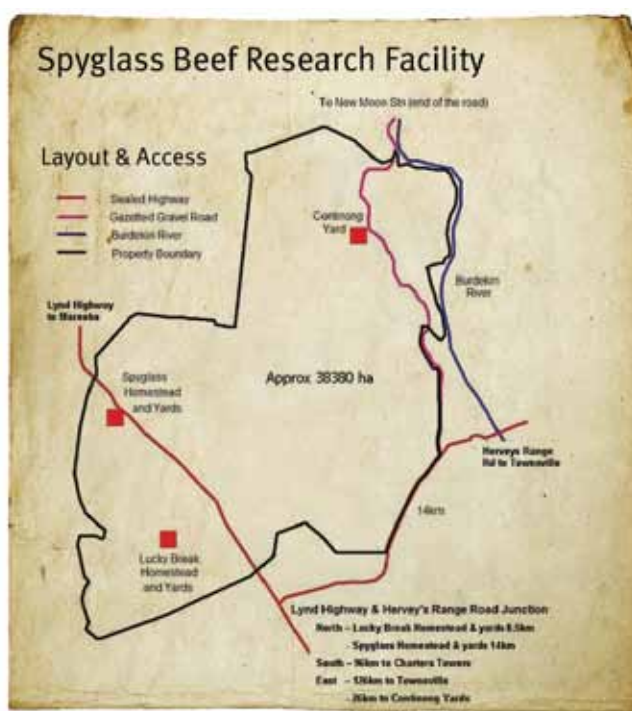 Spyglass Beef Research Facility
To New Moon Stn (end of the road)
Layout & Access
Sealed Highway
Gazetted Gravel Road
Burdekin River
Property Boundary
Continong
Yard
Burdekin
River
Lynd Highway
to Mareeba
Spyglass
Homestead
and Yards
Approx 38380 ha
Herveys Range
Rd to Townsville
14km
Lucky Break
Homestead
and Yards
Lynd Highway & Hervey's Range Road Junction
North – Lucky Break Homestead & yards 8.5km
- Spyglass Homestead & yards 14km
South – 96km to Charters Towers
East – 126km to Townsville
- 26km to Continong Yards